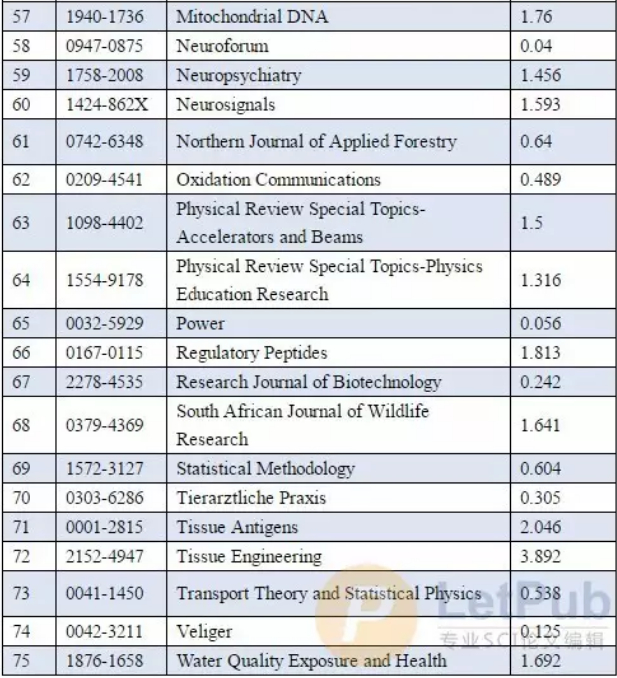 57 1940-1736 Mitochondrial DNA 1.76
58 0947-0875 Neuroforum 0.04
59 1758-2008 Neuropsychiatry 1.456
60 1424-862X Neurosignals 1.593
61 0742-6348 Northern Journal of Applied Forestry 0.64
62 0209-4541 Oxidation Communications 0.489
63 1098-4402 Physical Review Special Topics-
Accelerators and Beams 1.5
64 1554-9178 Physical Review Special Topics-Physics
Education Research 1.316
65 0032-5929 Power 0.056
66 0167-0115 Regulatory Peptides 1.813
67 2278-4535 Research Journal of Biotechnology 0.242
68 0379-4369 South African Journal of Wildlife
Research 1.641
69 1572-3127 Statistical Methodology 0.604
70 0303-6286 Tierarztliche Praxis 0.305
71 0001-2815 Tissue Antigens 2.046
72 2152-4947 Tissue Engineering 3.892
73 0041-1450 Transport Theory and Statistical Physics 0.538
74 0042-3211 Veliger 0.125
75 1876-1658 Water Quality Exposure and Health 1.692
LetPub
专业SCI论文编辑